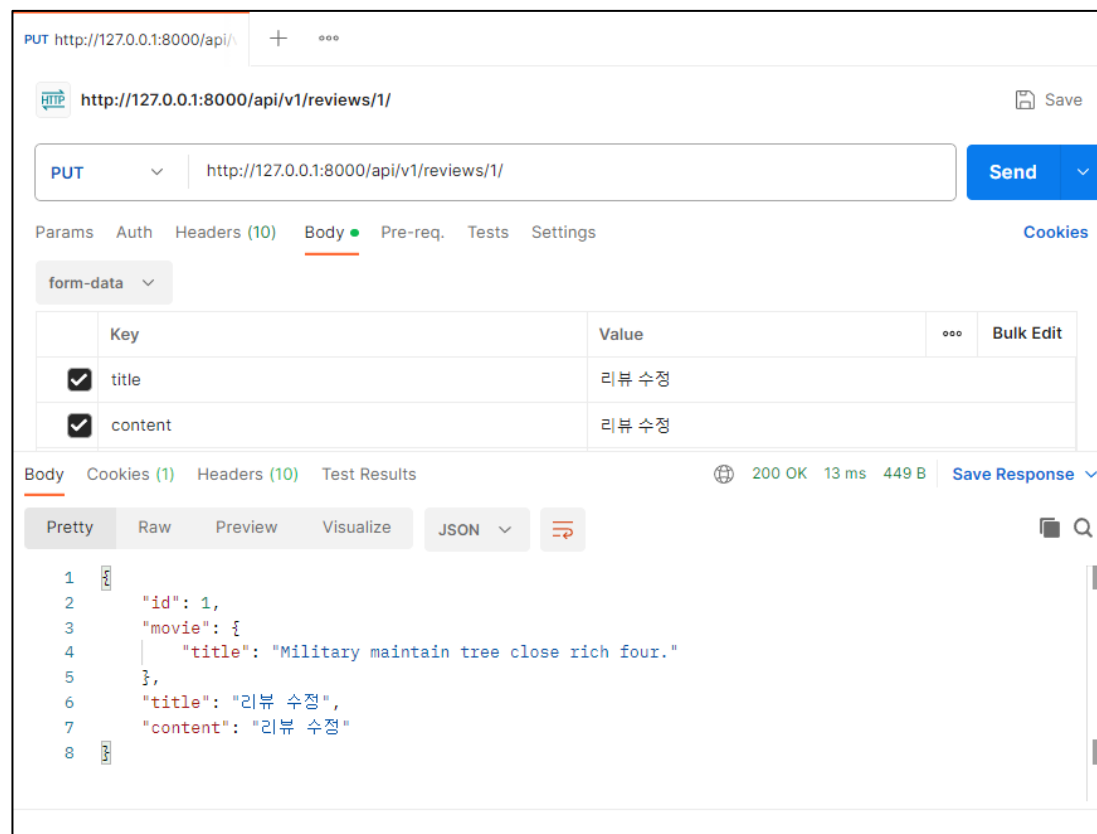 PUT http://127.0.0.1:8000/api/v
HTTP http://127.0.0.1:8000/api/v1/reviews/1/ Save
PUT http://127.0.0.1:8000/api/v1/reviews/1/ Send
Params Auth Headers (10) Body Pre-req. Tests Settings Cookies
form-data
Key Value Bulk Edit
title 리뷰 수정
content 리뷰 수정
Body Cookies (1) Headers (10) Test Results 200 OK 13 ms 449 B Save Response
Pretty Raw Preview Visualize JSON
1 {
2 "id": 1,
3 "movie": {
4 "title": "Military maintain tree close rich four."
5 },
6 "title": "리뷰 수정",
7 "content": "리뷰 수정"
8 }